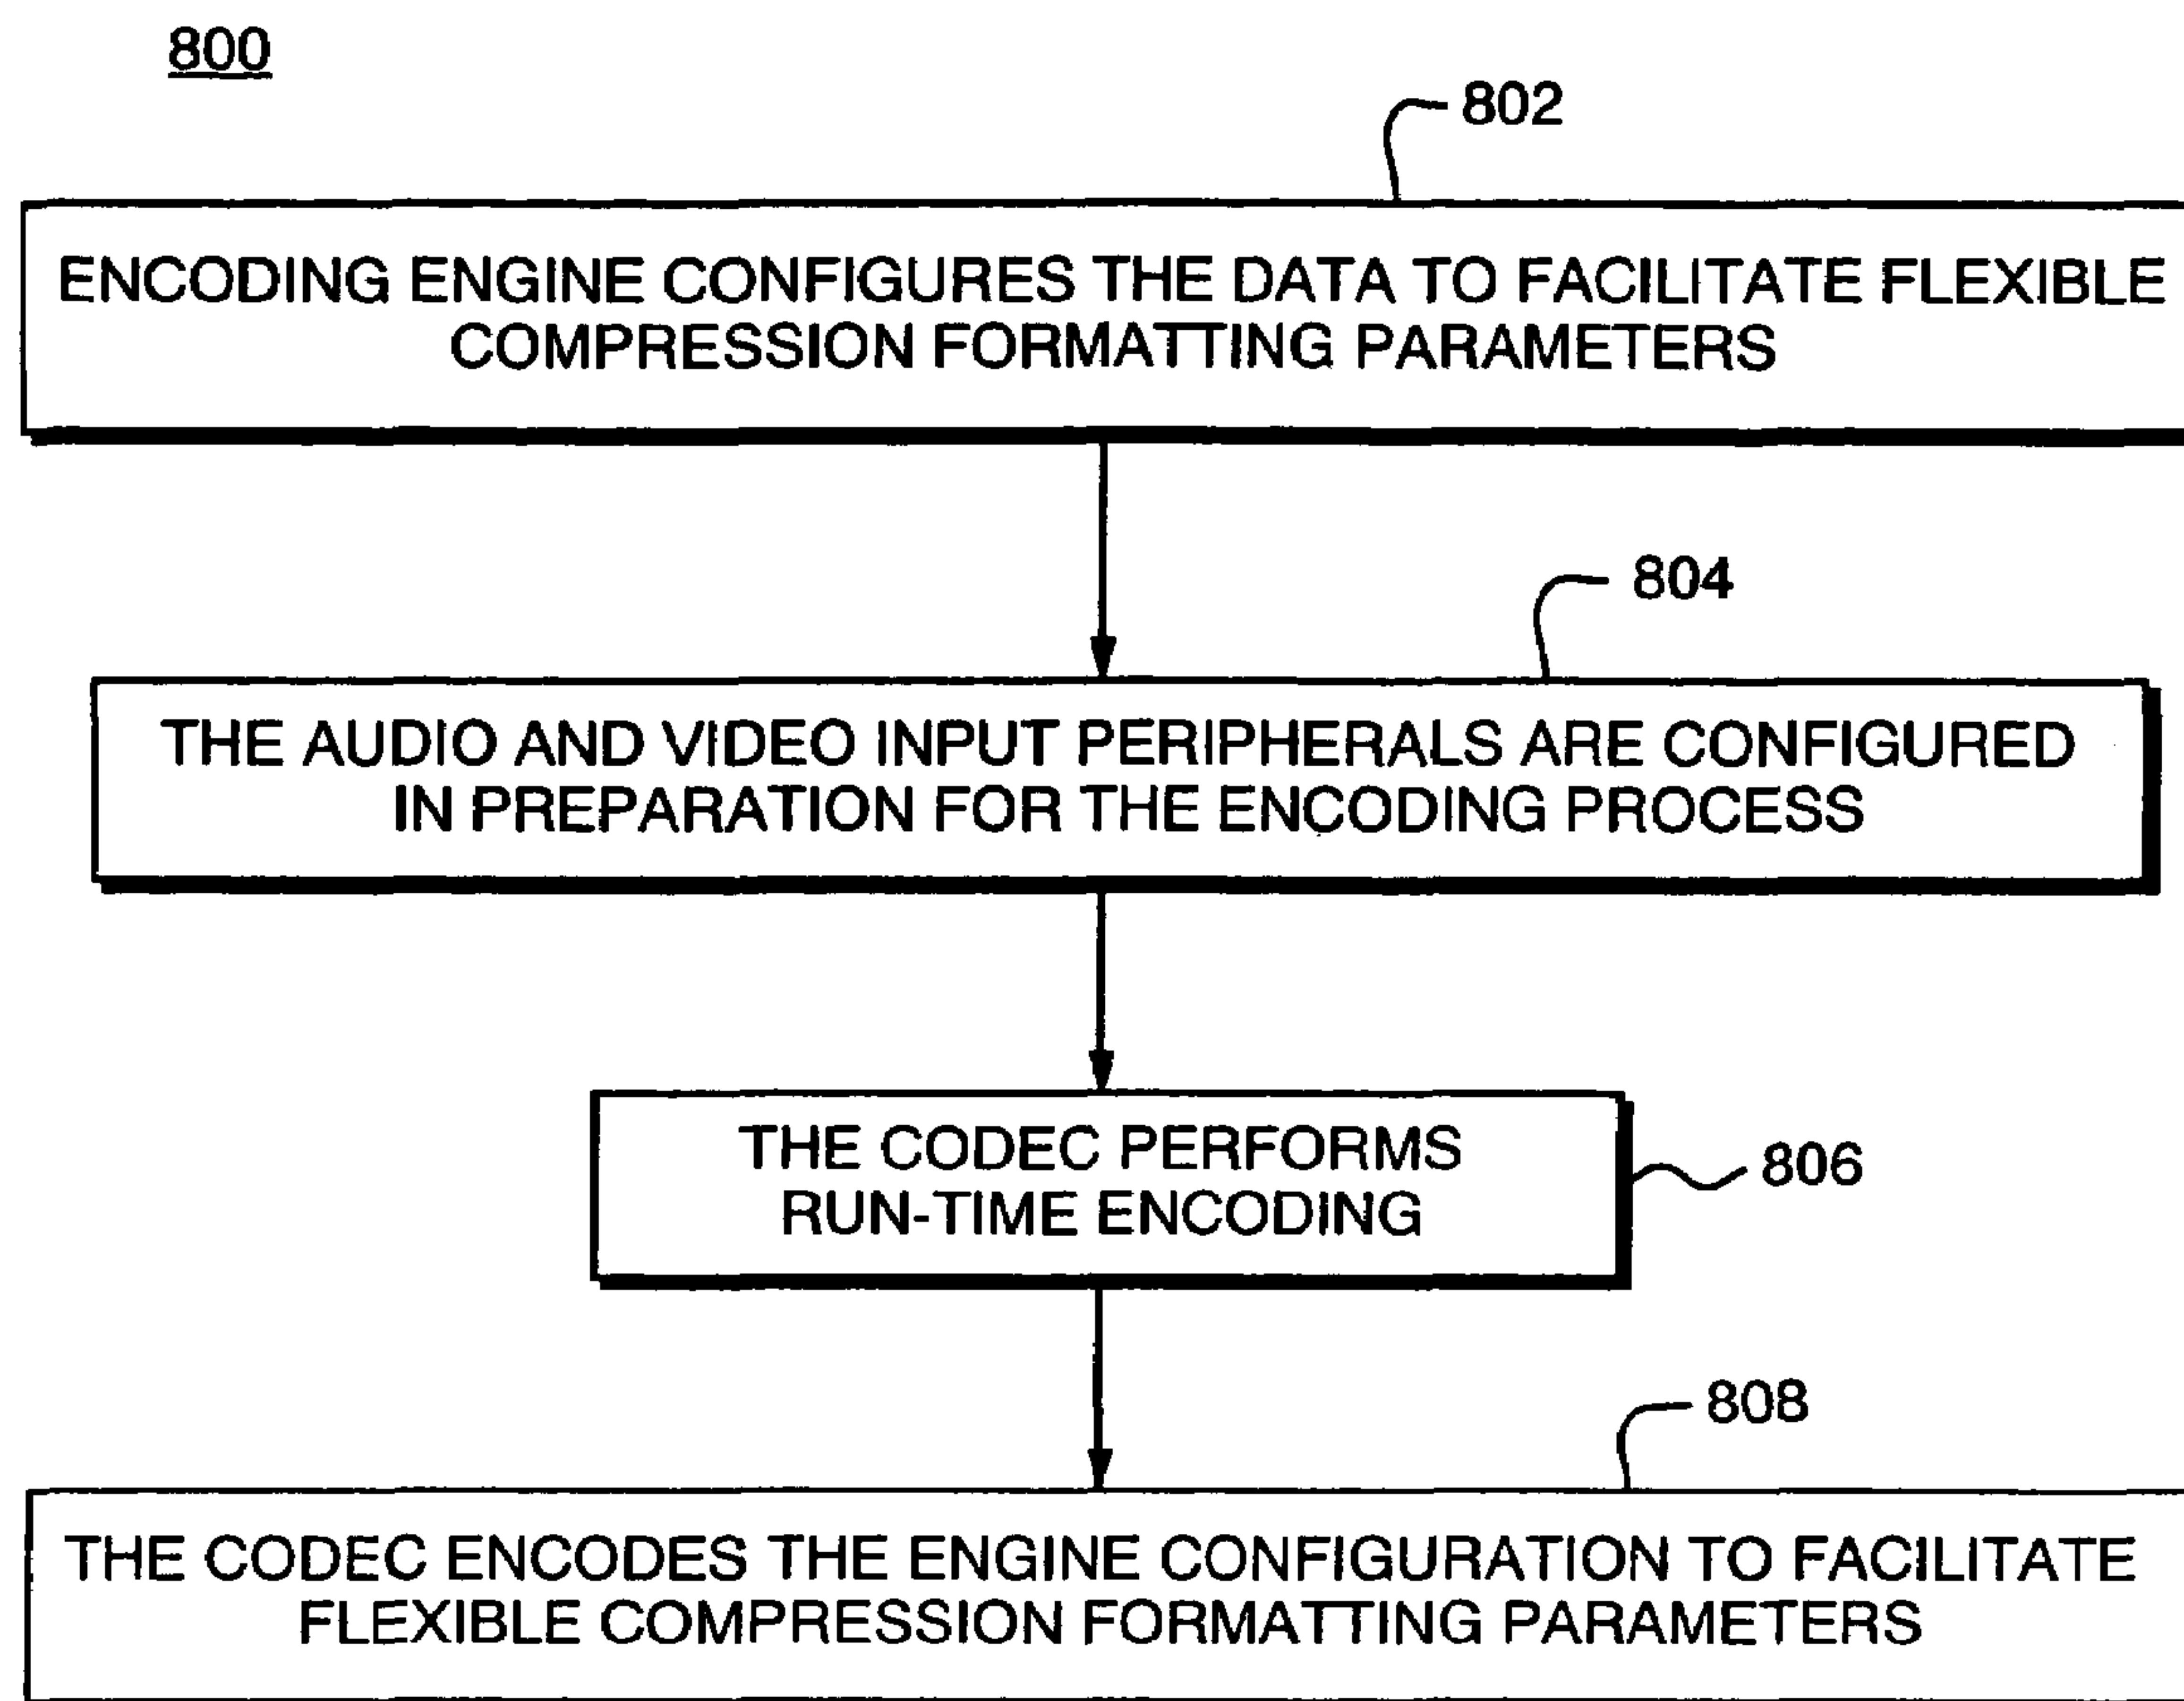 800
802
ENCODING ENGINE CONFIGURES THE DATA TO FACILITATE FLEXIBLE
COMPRESSION FORMATTING PARAMETERS
804
THE AUDIO AND VIDEO INPUT PERIPHERALS ARE CONFIGURED
IN PREPARATION FOR THE ENCODING PROCESS
THE CODEC PERFORMS
RUN-TIME ENCODING
806
808
THE CODEC ENCODES THE ENGINE CONFIGURATION TO FACILITATE
FLEXIBLE COMPRESSION FORMATTING PARAMETERS